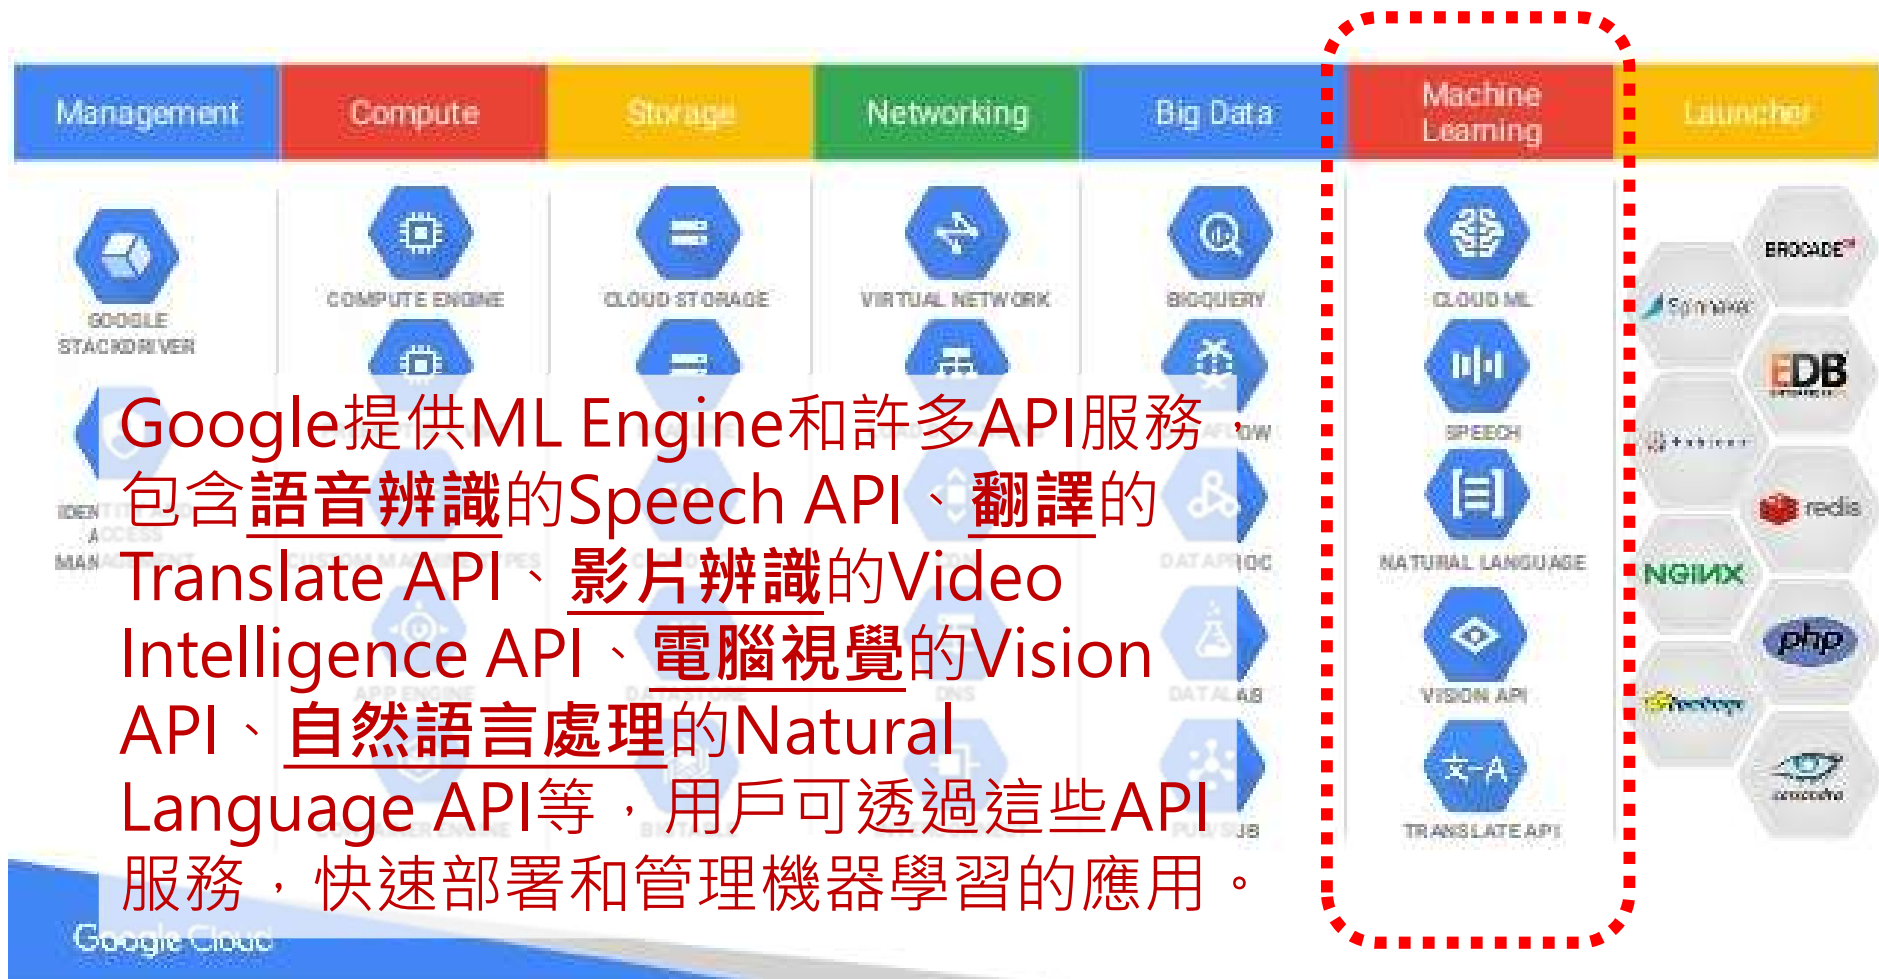 Management
Compute
Storage
Networking
Big Data
Machine
Learning
Launcher
GOOGLE
STACKDRIVER
COMPUTE ENGINE
CLOUD STORAGE
VIRTUAL NETWORK
BIGQUERY
CLOUD ML
SPEECH
NATURAL LANGUAGE
VISION API
TRANSLATE API
BROCADE
Spinnaker
EDB
redis
NGINX
php
cassandra
Google提供ML Engine和許多API服務，
包含語音辨識的Speech API、翻譯的
Translate API、影片辨識的Video
Intelligence API、電腦視覺的Vision
API、自然語言處理的Natural
Language API等，用戶可透過這些API
服務，快速部署和管理機器學習的應用。
APP ENGINE
DATASTORE
DNS
DATALAB
Google Cloud